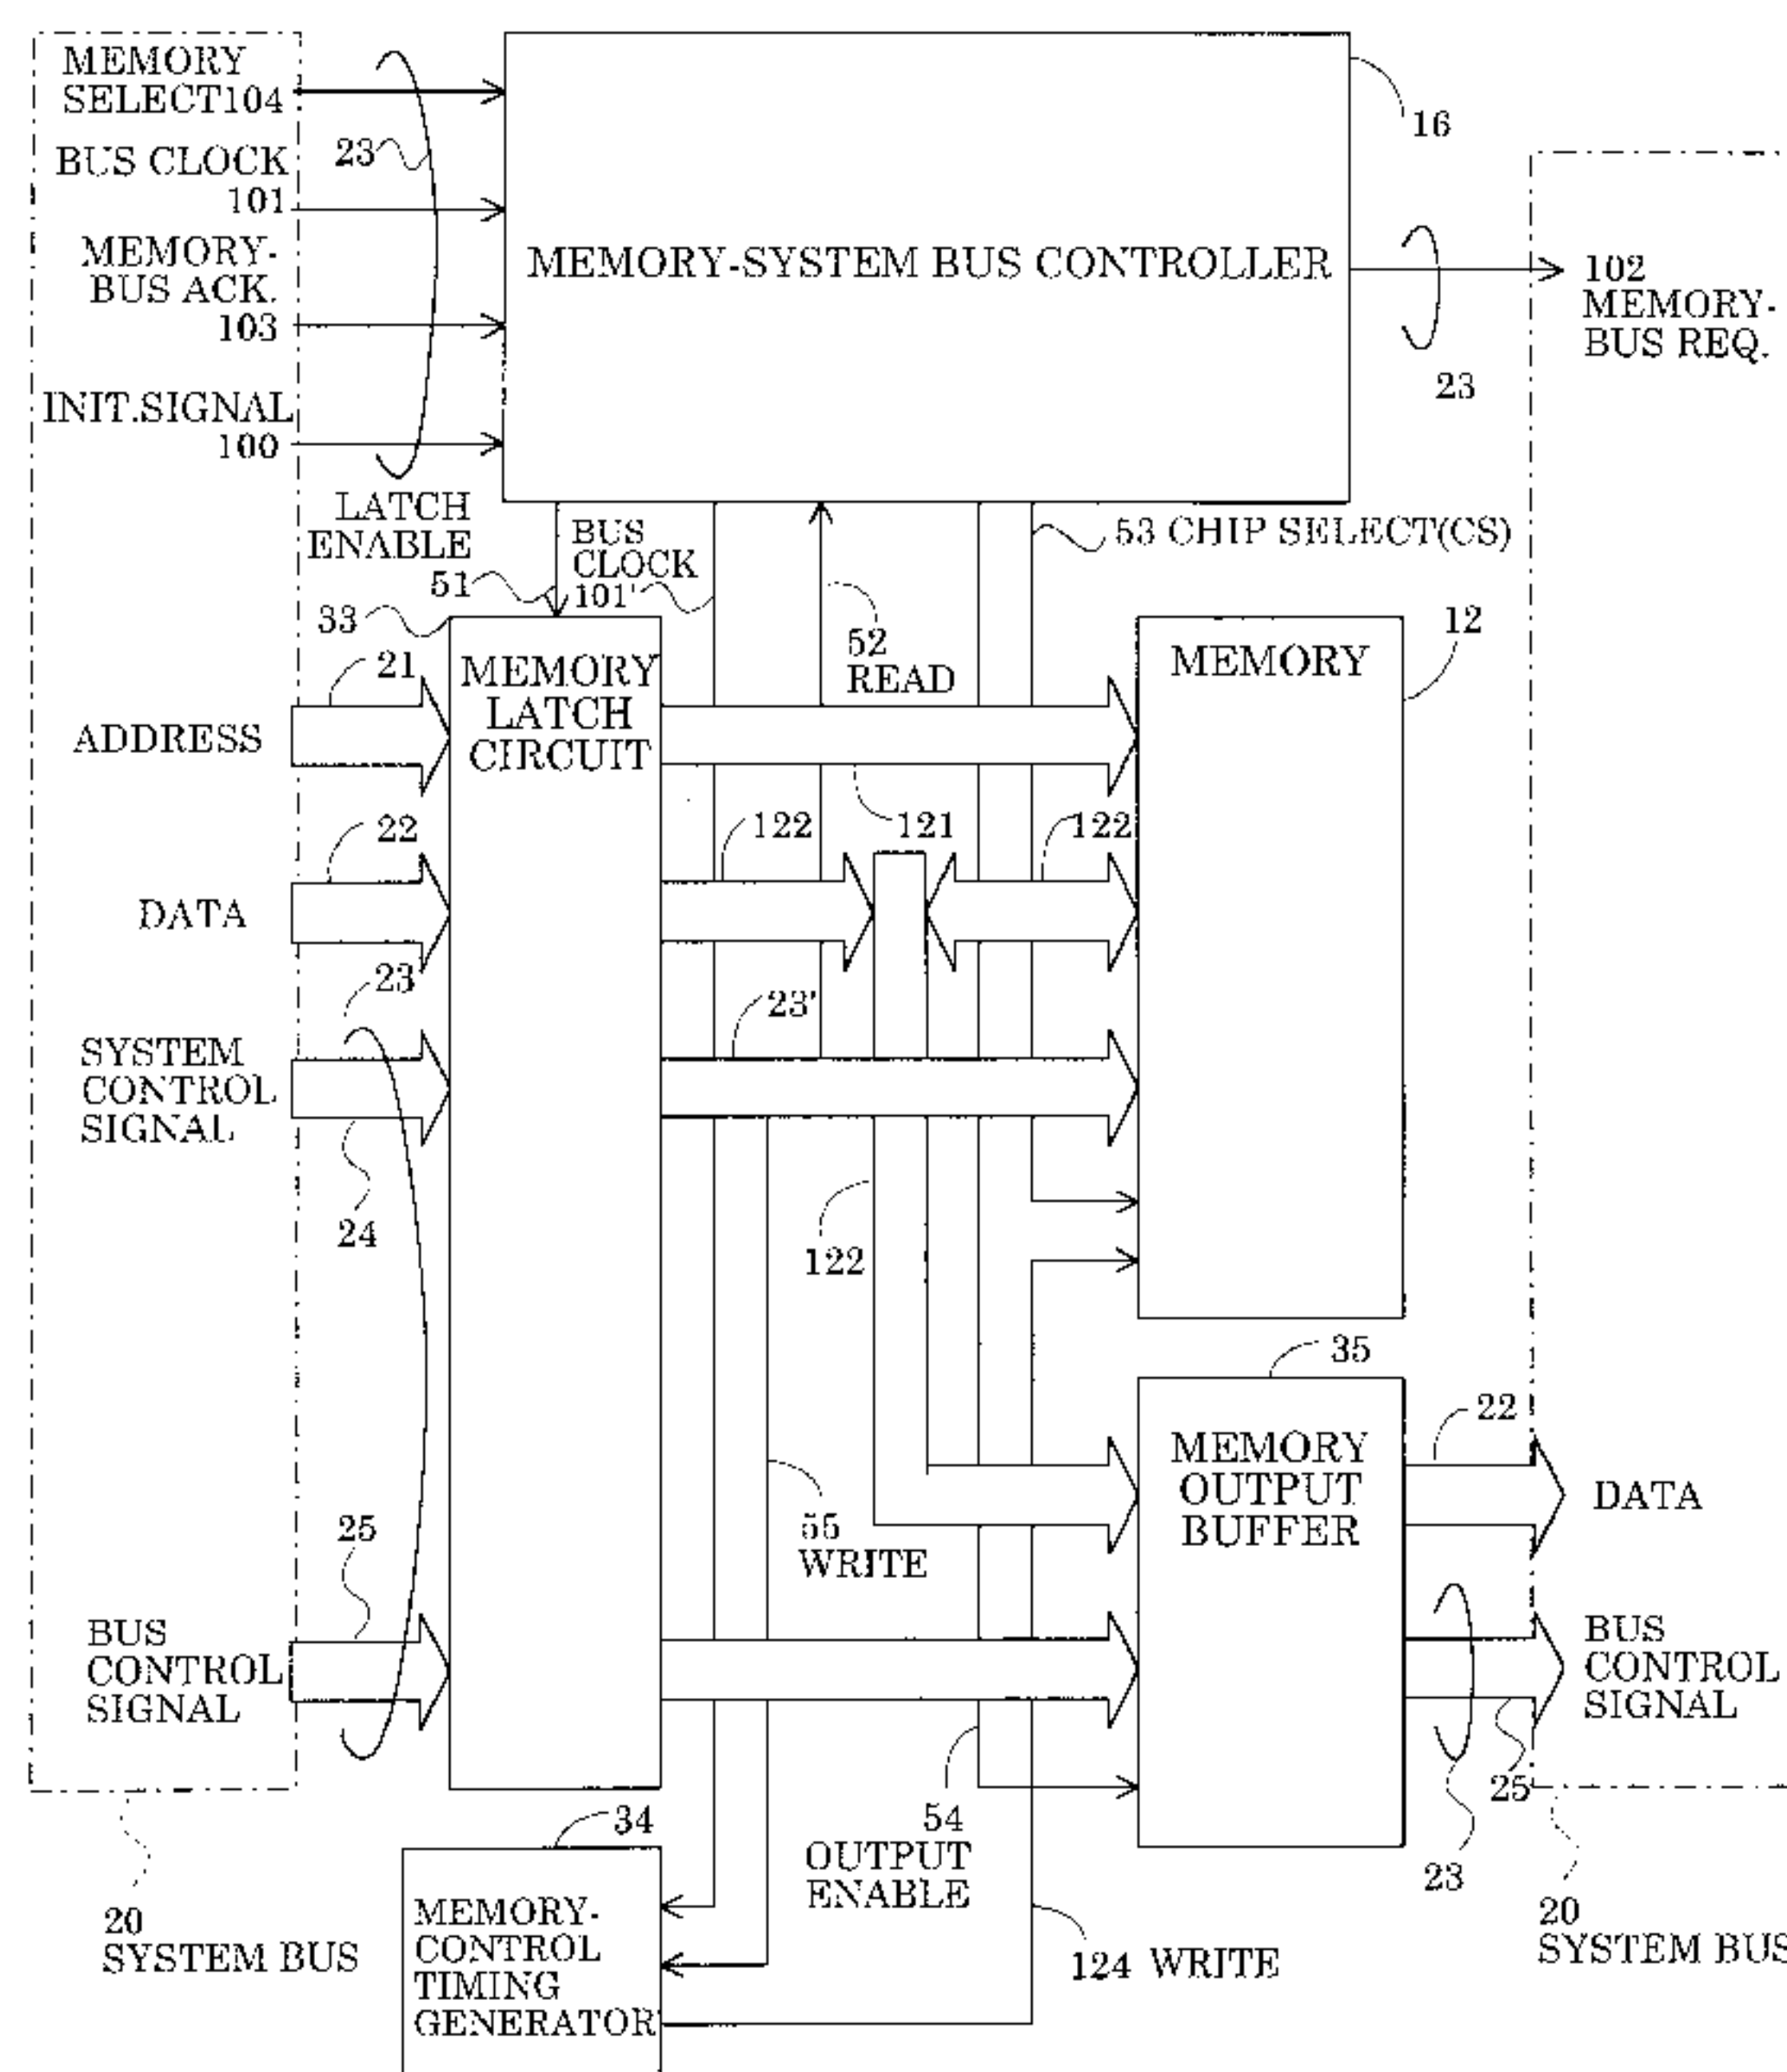 MEMORY
SELECT104
BUS CLOCK
101
MEMORY-
BUS ACK.
103
INIT.SIGNAL
100
23
MEMORY-SYSTEM BUS CONTROLLER
16
102
MEMORY-
BUS REQ.
23
LATCH
ENABLE
51
BUS
CLOCK
101'
52
READ
53 CHIP SELECT(CS)
33
12
21
ADDRESS
MEMORY
LATCH
CIRCUIT
MEMORY
121
22
DATA
122
122
23
SYSTEM
CONTROL
SIGNAL
24
23'
122
35
MEMORY
OUTPUT
BUFFER
22
DATA
55
WRITE
25
BUS
CONTROL
SIGNAL
BUS
CONTROL
SIGNAL
25
23
54
OUTPUT
ENABLE
34
MEMORY-
CONTROL
TIMING
GENERATOR
124 WRITE
20
SYSTEM BUS
20
SYSTEM BUS